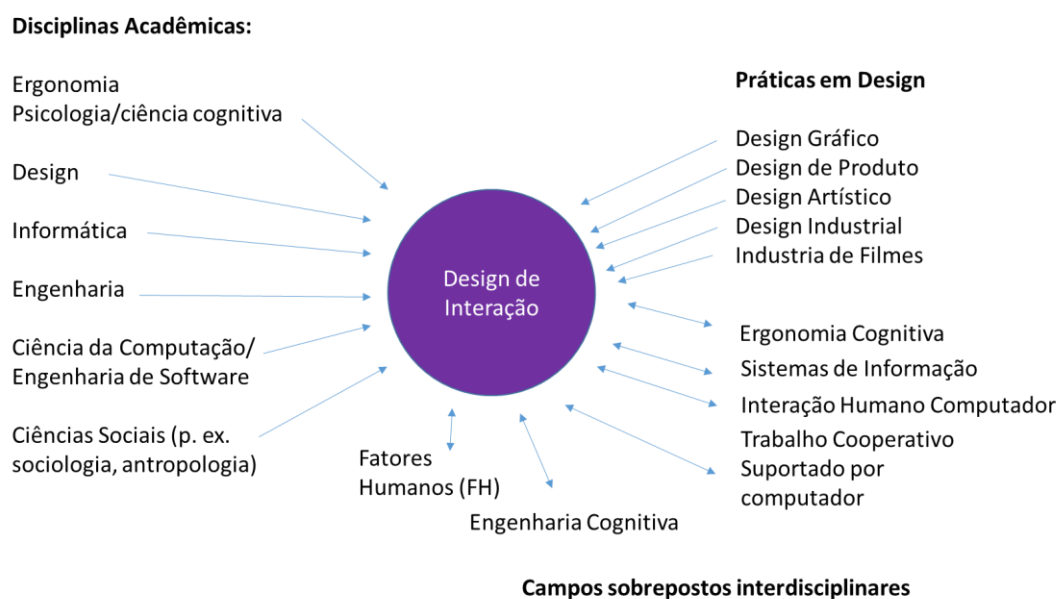 Disciplinas Acadêmicas:
Ergonomia
Psicologia/ciência cognitiva
Design
Informática
Engenharia
Ciência da Computação/
Engenharia de Software
Ciências Sociais (p. ex.
sociologia, antropologia)
Design de
Interação
Práticas em Design
Design Gráfico
Design de Produto
Design Artístico
Design Industrial
Industria de Filmes
Ergonomia Cognitiva
Sistemas de Informação
Interação Humano Computador
Trabalho Cooperativo
Suportado por
computador
Fatores
Humanos (FH)
Engenharia Cognitiva
Campos sobrepostos interdisciplinares